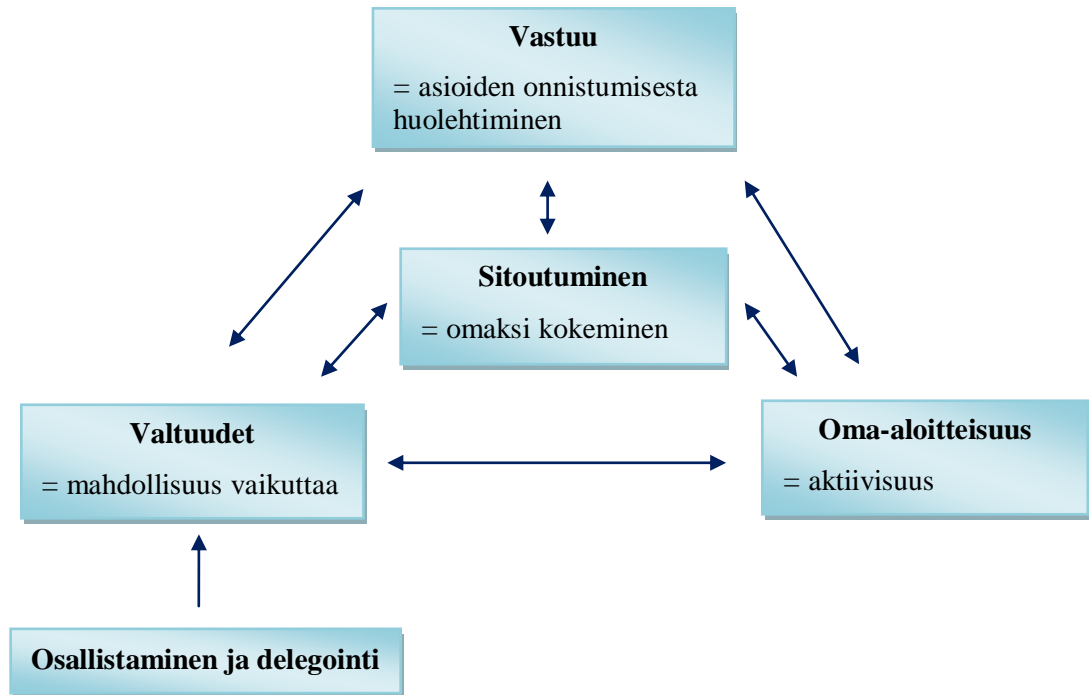 Vastuu
= asioiden onnistumisesta
huolehtiminen
Sitoutuminen
= omaksi kokeminen
Valtuudet
= mahdollisuus vaikuttaa
Oma-aloitteisuus
= aktiivisuus
Osallistaminen ja delegointi